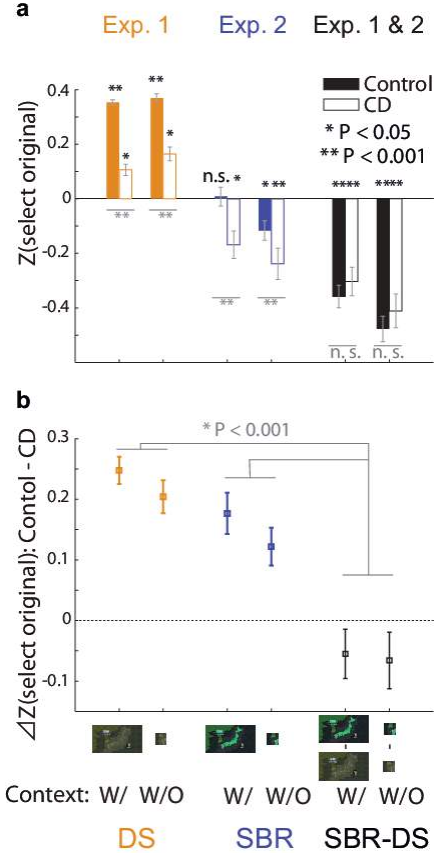 a
Exp. 1 Exp. 2 Exp. 1 & 2
Z(select original)
0.4
0.2
0
-0.2
-0.4
Control
CD
* P < 0.05
** P < 0.001
** ** n.s. * * ** **** ****
* *
** ** ** ** n. s. n. s.
b
ΔZ(select original): Contol - CD
0.3
0.2
0.1
0
-0.1
* P < 0.001
Context: W/ W/O W/ W/O W/ W/O
DS SBR SBR-DS